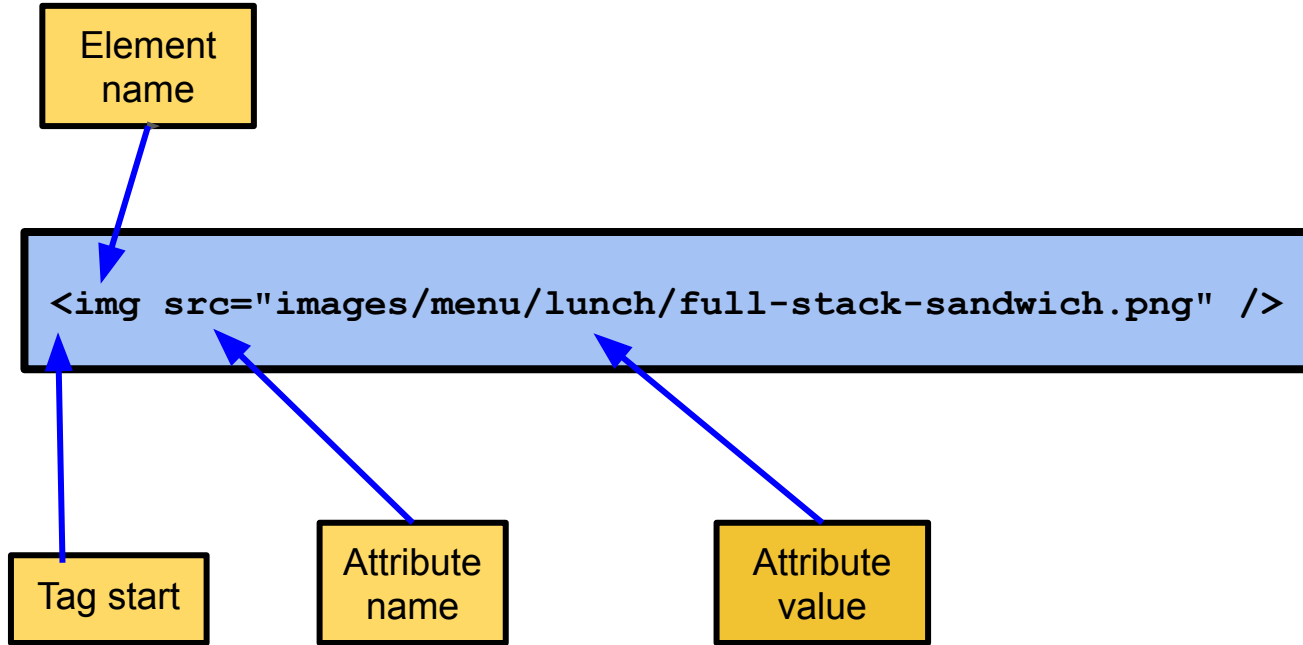 Element
name
<img src="images/menu/lunch/full-stack-sandwich.png" />
Tag start
Attribute
name
Attribute
value